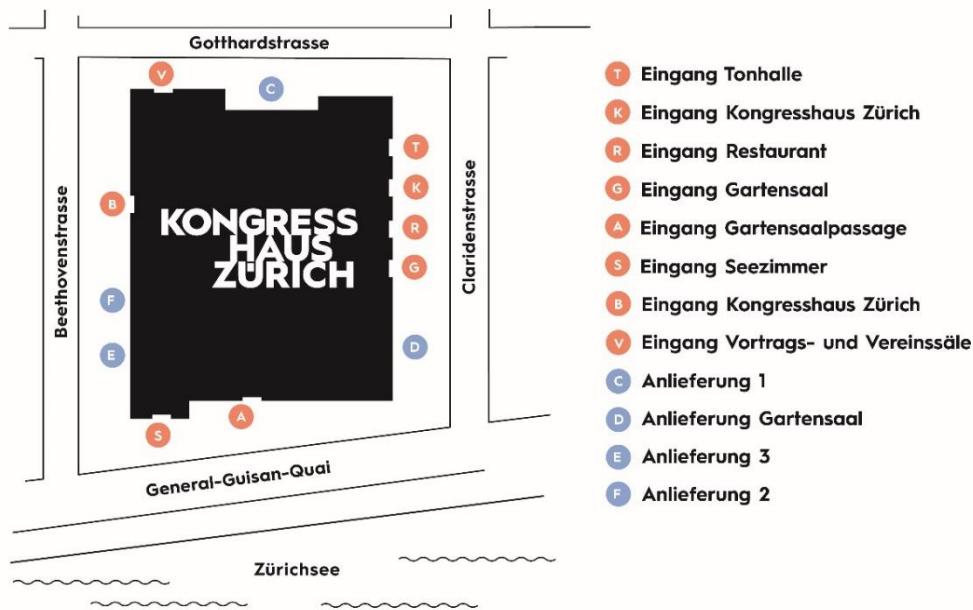 Gotthardstrasse
V
C
T
K
B
R
G
KONGRESS
HAUS
ZÜRICH
Beethovenstrasse
Claridenstrasse
F
E
D
A
S
General-Guisan-Quai
Zürichsee
T Eingang Tonhalle
K Eingang Kongresshaus Zürich
R Eingang Restaurant
G Eingang Gartensaal
A Eingang Gartensaalpassage
S Eingang Seezimmer
B Eingang Kongresshaus Zürich
V Eingang Vortrags- und Vereinssäle
C Anlieferung 1
D Anlieferung Gartensaal
E Anlieferung 3
F Anlieferung 2